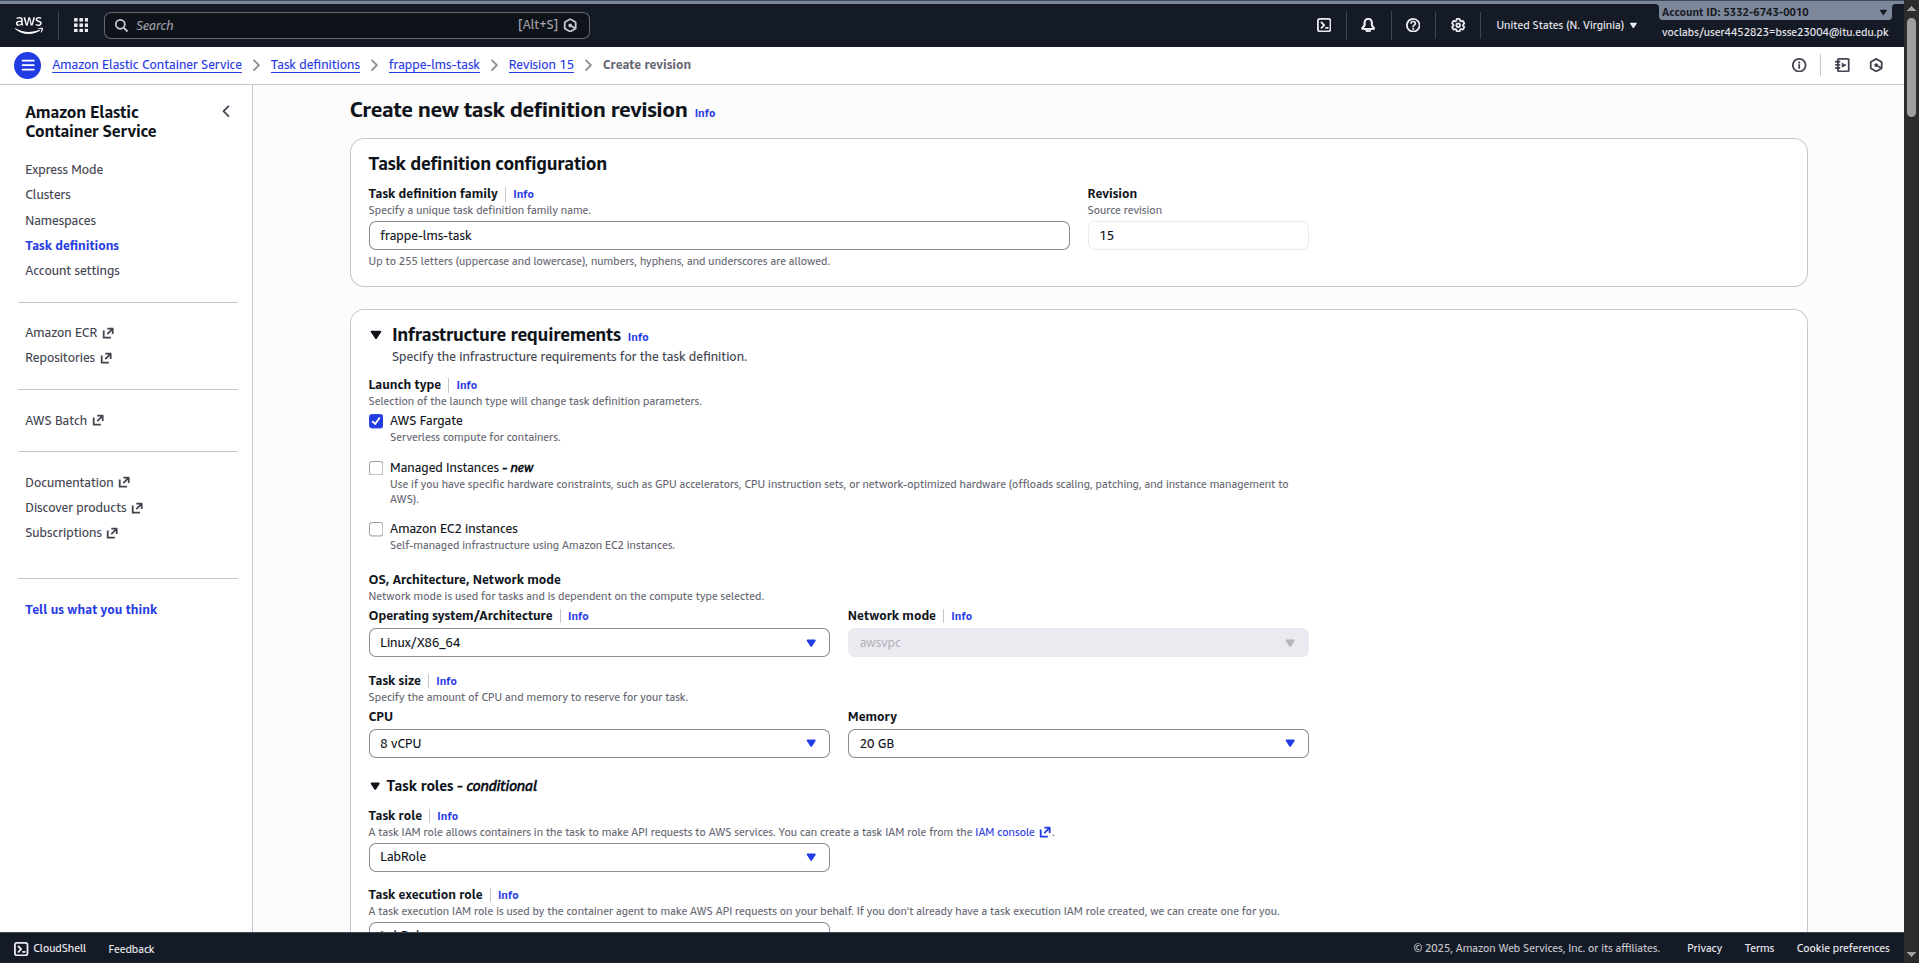 aws
Search
[Alt+S]
United States (N. Virginia)
Account ID: 5332-6743-0010
voclabs/user4452823=bsse23004@itu.edu.pk
Amazon Elastic Container Service
Task definitions
frappe-lms-task
Revision 15
Create revision
Amazon Elastic
Container Service
Express Mode
Clusters
Namespaces
Task definitions
Account settings
Amazon ECR
Repositories
AWS Batch
Documentation
Discover products
Subscriptions
Tell us what you think
Create new task definition revision Info
Task definition configuration
Task definition family Info
Specify a unique task definition family name.
frappe-lms-task
Up to 255 letters (uppercase and lowercase), numbers, hyphens, and underscores are allowed.
Revision
Source revision
15
Infrastructure requirements Info
Specify the infrastructure requirements for the task definition.
Launch type Info
Selection of the launch type will change task definition parameters.
AWS Fargate
Serverless compute for containers.
Managed Instances - new
Use if you have specific hardware constraints, such as GPU accelerators, CPU instruction sets, or network-optimized hardware (offloads scaling, patching, and instance management to
AWS).
Amazon EC2 instances
Self-managed infrastructure using Amazon EC2 instances.
OS, Architecture, Network mode
Network mode is used for tasks and is dependent on the compute type selected.
Operating system/Architecture Info
Linux/X86_64
Network mode Info
awsvpc
Task size Info
Specify the amount of CPU and memory to reserve for your task.
CPU
8 vCPU
Memory
20 GB
Task roles - conditional
Task role Info
A task IAM role allows containers in the task to make API requests to AWS services. You can create a task IAM role from the IAM console.
LabRole
Task execution role Info
A task execution IAM role is used by the container agent to make AWS API requests on your behalf. If you don't already have a task execution IAM role created, we can create one for you.
CloudShell
Feedback
© 2025, Amazon Web Services, Inc. or its affiliates.
Privacy
Terms
Cookie preferences